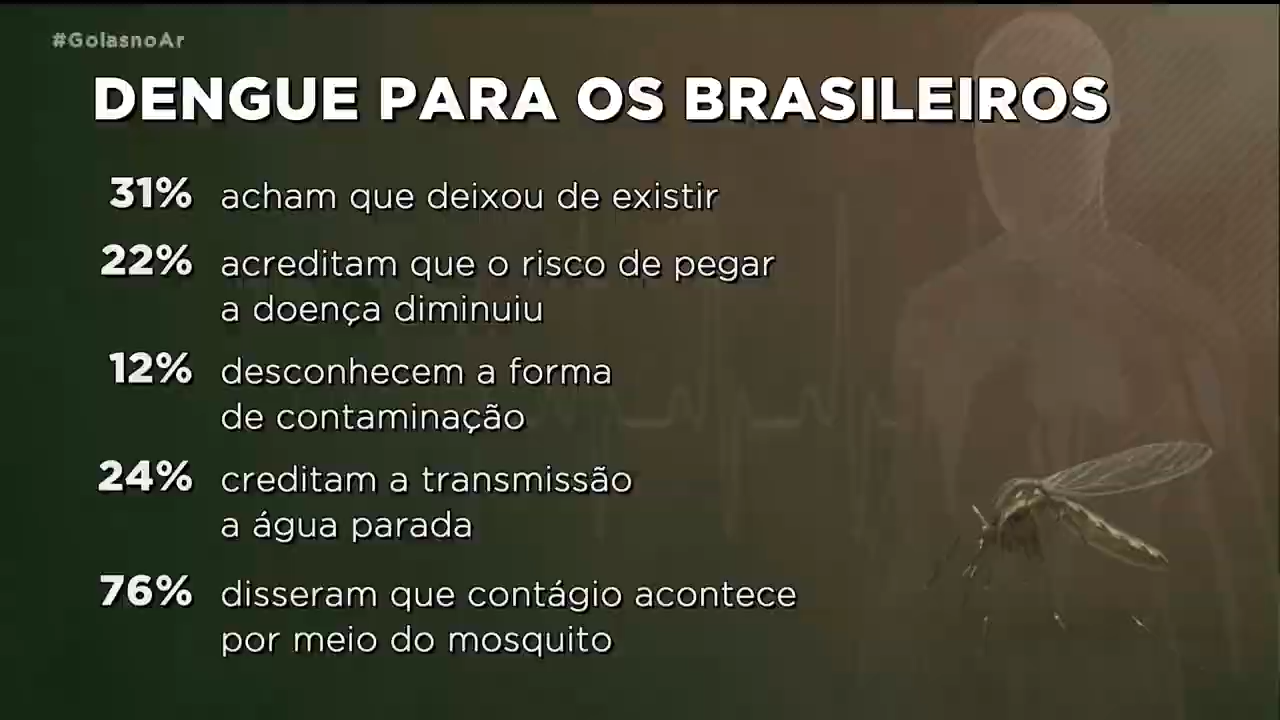 #GoiasnoAr
DENGUE PARA OS BRASILEIROS
31% acham que deixou de existir
22% acreditam que o risco de pegar
a doença diminuiu
12% desconhecem a forma
de contaminação
24% creditam a transmissão
a água parada
76% disseram que contágio acontece
por meio do mosquito